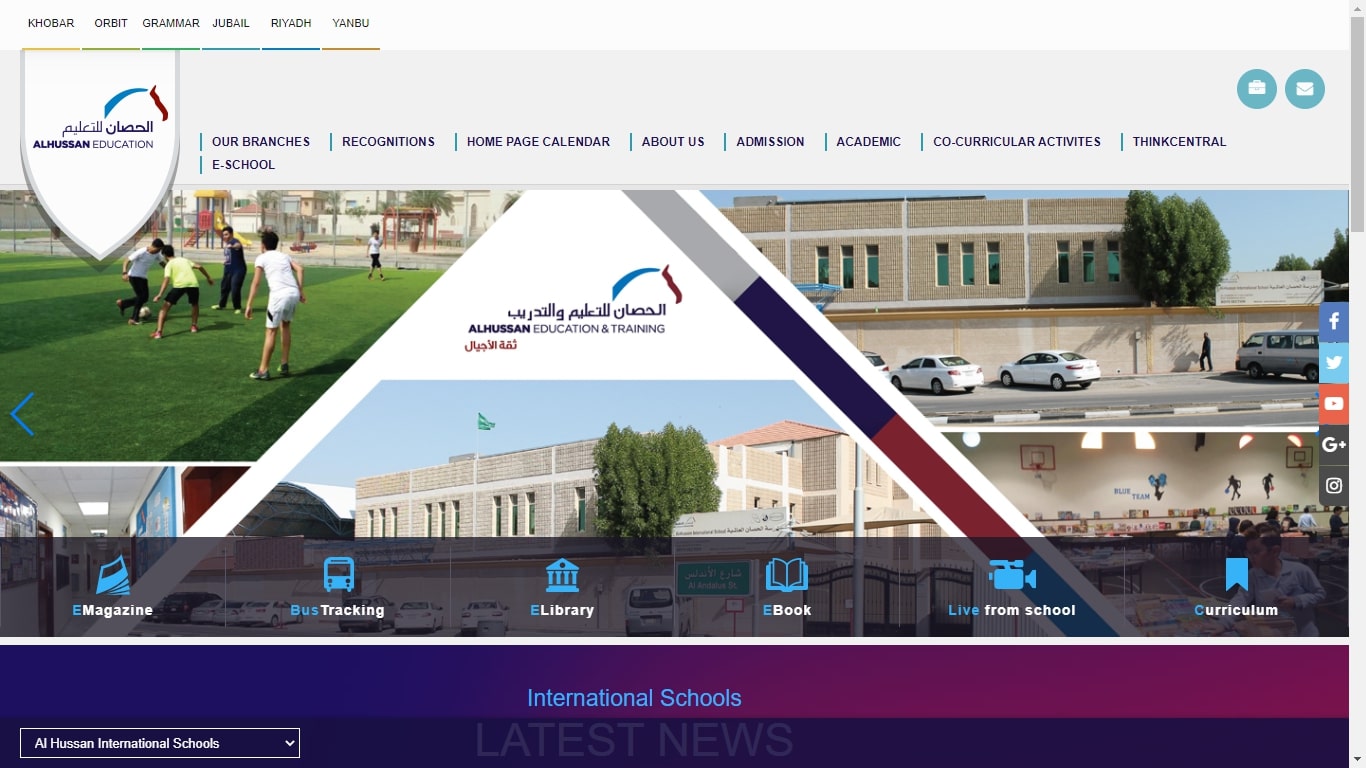 KHOBAR ORBIT GRAMMAR JUBAIL RIYADH YANBU
الحصان للتعليم
ALHUSSAN EDUCATION
OUR BRANCHES RECOGNITIONS HOME PAGE CALENDAR ABOUT US ADMISSION ACADEMIC CO-CURRICULAR ACTIVITES THINKCENTRAL
E-SCHOOL
الحصان للتعليم والتدريب
ALHUSSAN EDUCATION & TRAINING
ثقة الأجيال
BLUE
TEAM
شارع الأندلس
Al Andalus St.
EMagazine BusTracking ELibrary EBook Live from school Curriculum
International Schools
LATEST NEWS
Al Hussan International Schools